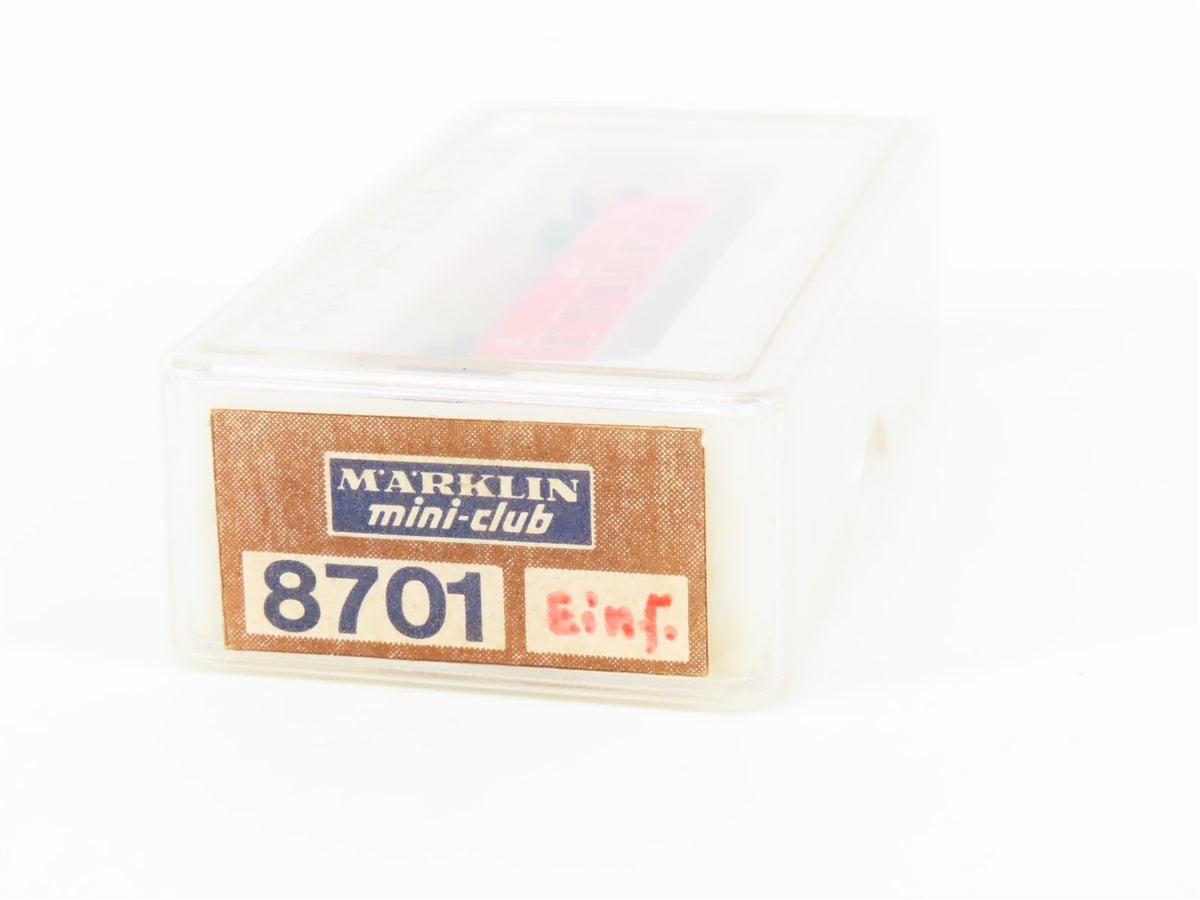 MÄRKLIN
mini-club
8701
Einf.